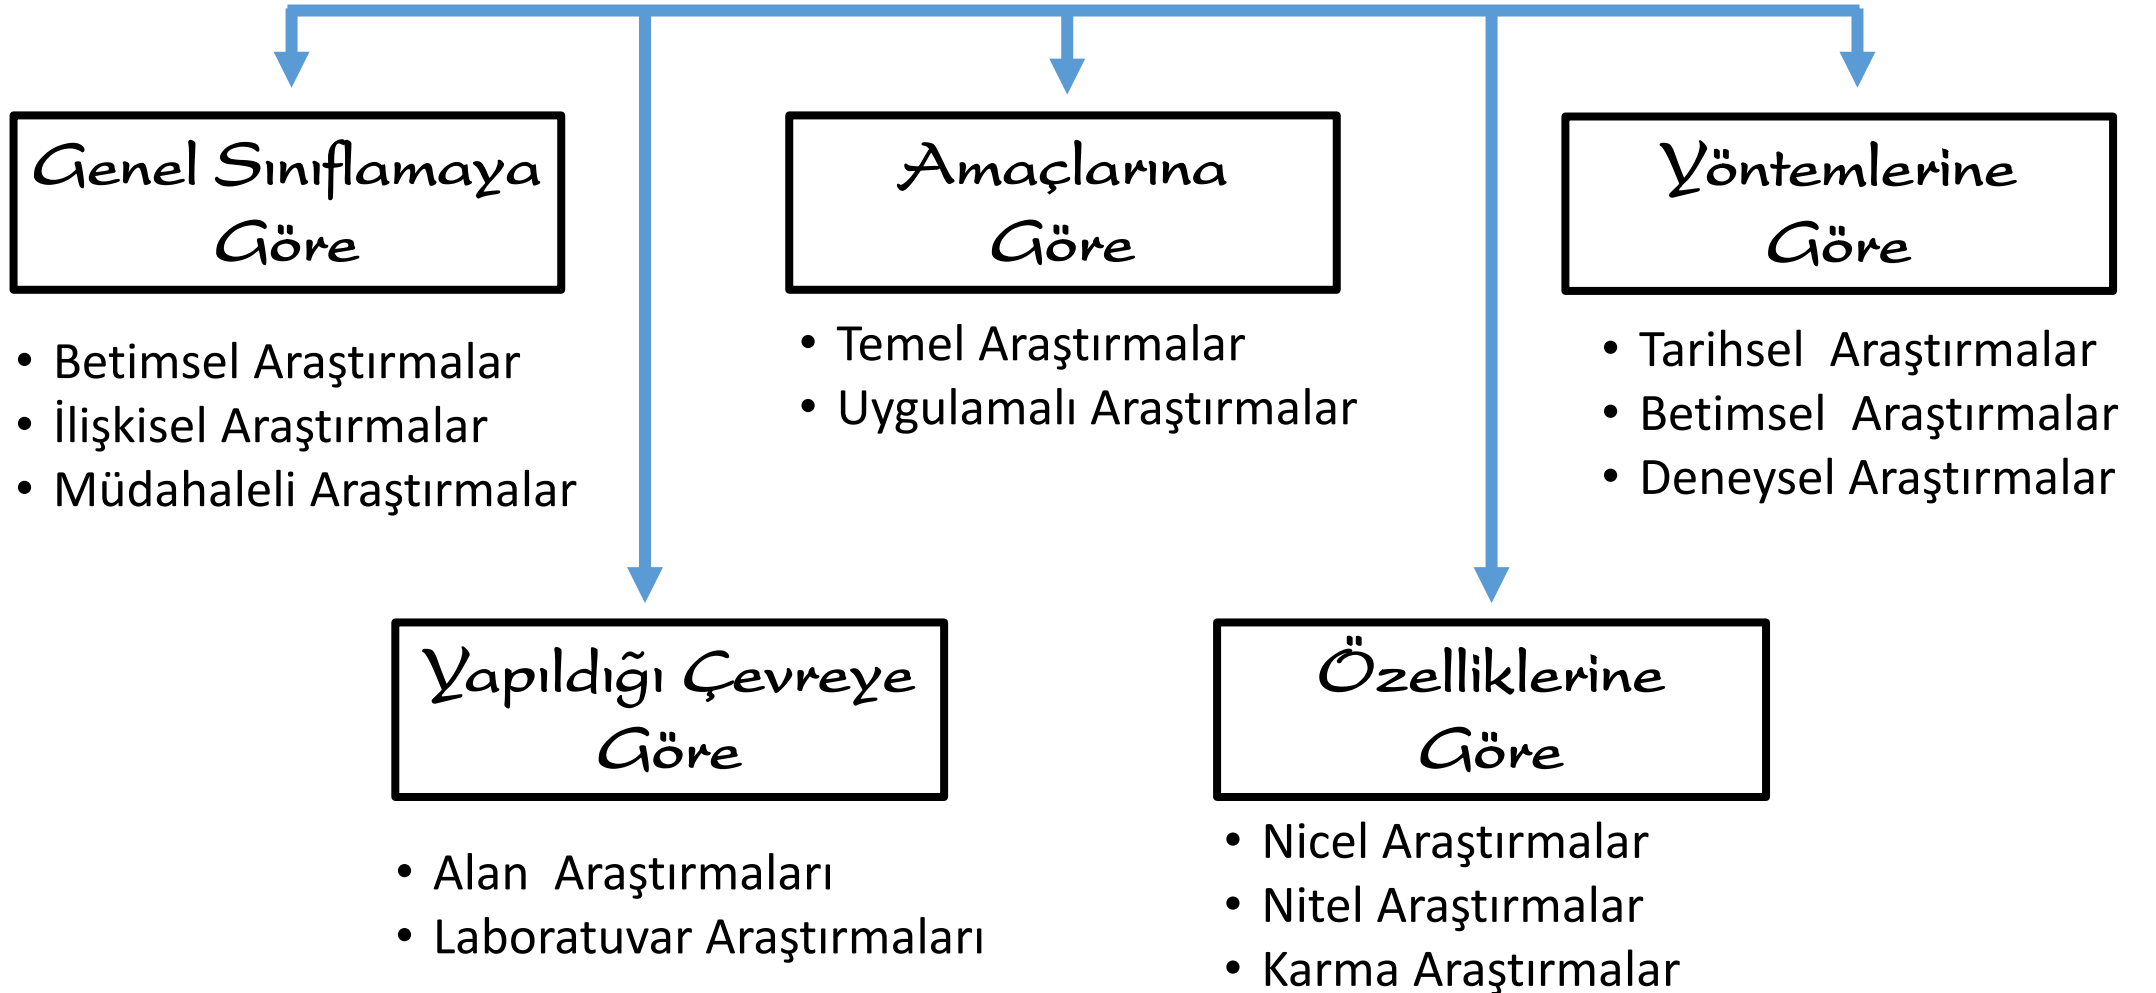 Genel Sınıflamaya
Göre
• Betimsel Araştırmalar
• İlişkisel Araştırmalar
• Müdahaleli Araştırmalar
Amaçlarına
Göre
• Temel Araştırmalar
• Uygulamalı Araştırmalar
Yöntemlerine
Göre
• Tarihsel Araştırmalar
• Betimsel Araştırmalar
• Deneysel Araştırmalar
Yapıldığı Çevreye
Göre
• Alan Araştırmaları
• Laboratuvar Araştırmaları
Özelliklerine
Göre
• Nicel Araştırmalar
• Nitel Araştırmalar
• Karma Araştırmalar